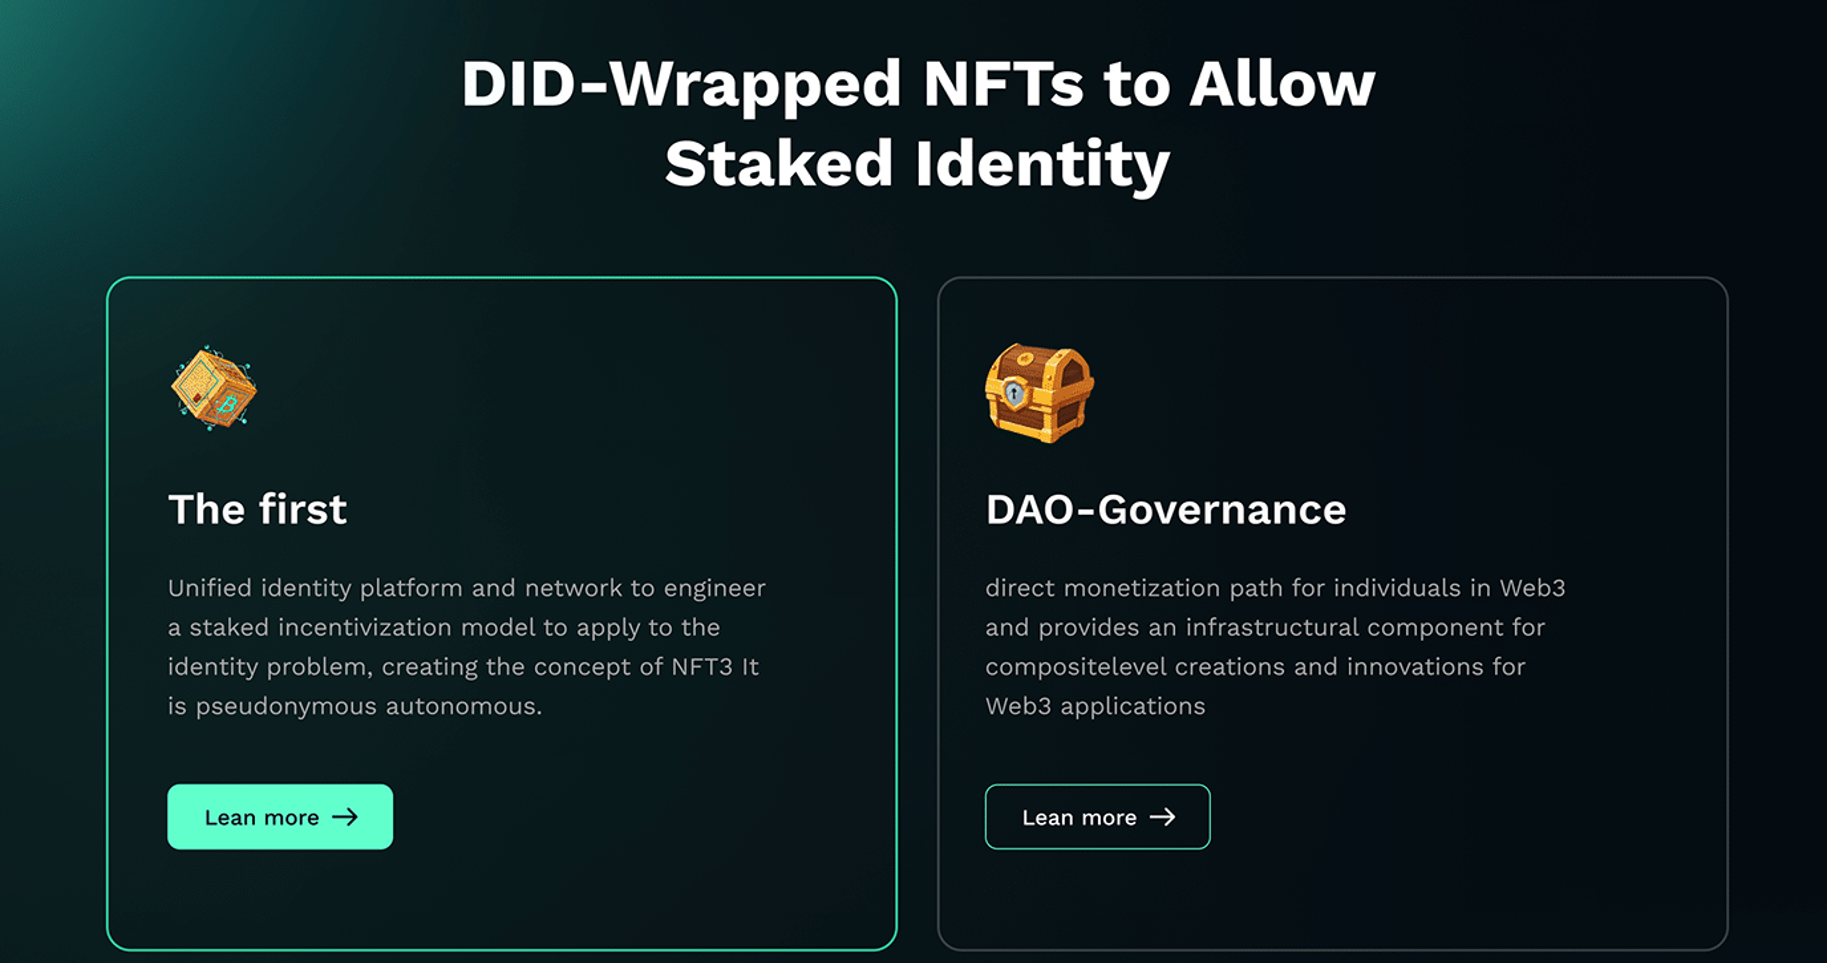 DID-Wrapped NFTs to Allow
Staked Identity
The first
Unified identity platform and network to engineer
a staked incentivization model to apply to the
identity problem, creating the concept of NFT3 It
is pseudonymous autonomous.
Lean more →
DAO-Governance
direct monetization path for individuals in Web3
and provides an infrastructural component for
compositelevel creations and innovations for
Web3 applications
Lean more →